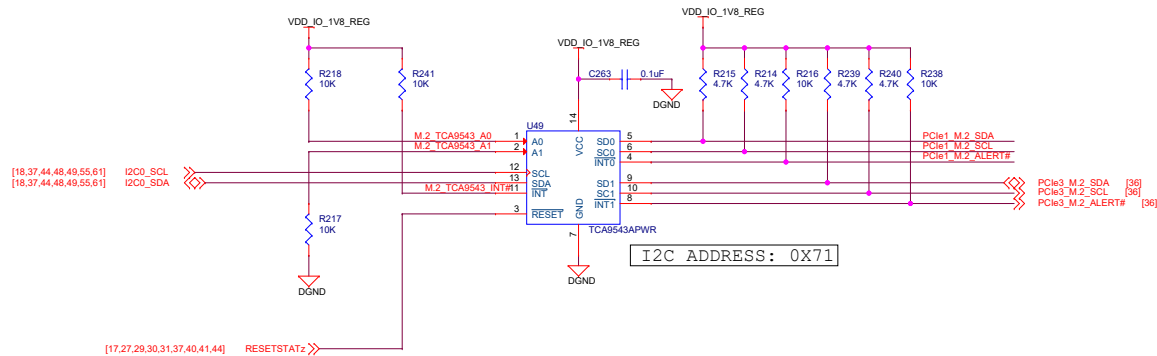 VDD_IO_1V8_REG
VDD_IO_1V8_REG
VDD_IO_1V8_REG
R218
10K
R241
10K
C263
0.1uF
DGND
R215
4.7K
R214
4.7K
R216
10K
R239
4.7K
R240
4.7K
R238
10K
U49
14
VCC
M.2_TCA9543_A0
1
A0
M.2_TCA9543_A1
2
A1
[18,37,44,48,49,55,61]
I2C0_SCL
12
SCL
[18,37,44,48,49,55,61]
I2C0_SDA
13
SDA
M.2_TCA9543_INT#
11
INT
3
RESET
GND
7
SD0
5
PCIe1_M.2_SDA
SC0
6
PCIe1_M.2_SCL
INT0
4
PCIe1_M.2_ALERT#
SD1
9
PCIe3_M.2_SDA
[36]
SC1
10
PCIe3_M.2_SCL
[36]
INT1
8
PCIe3_M.2_ALERT#
[36]
TCA9543APWR
R217
10K
DGND
DGND
I2C ADDRESS: 0X71
[17,27,29,30,31,37,40,41,44]
RESETSTATz